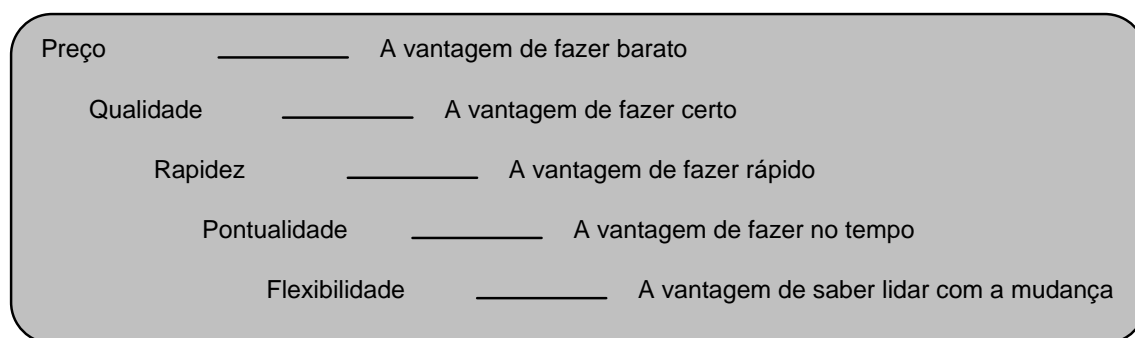 Preço A vantagem de fazer barato
Qualidade A vantagem de fazer certo
Rapidez A vantagem de fazer rápido
Pontualidade A vantagem de fazer no tempo
Flexibilidade A vantagem de saber lidar com a mudança